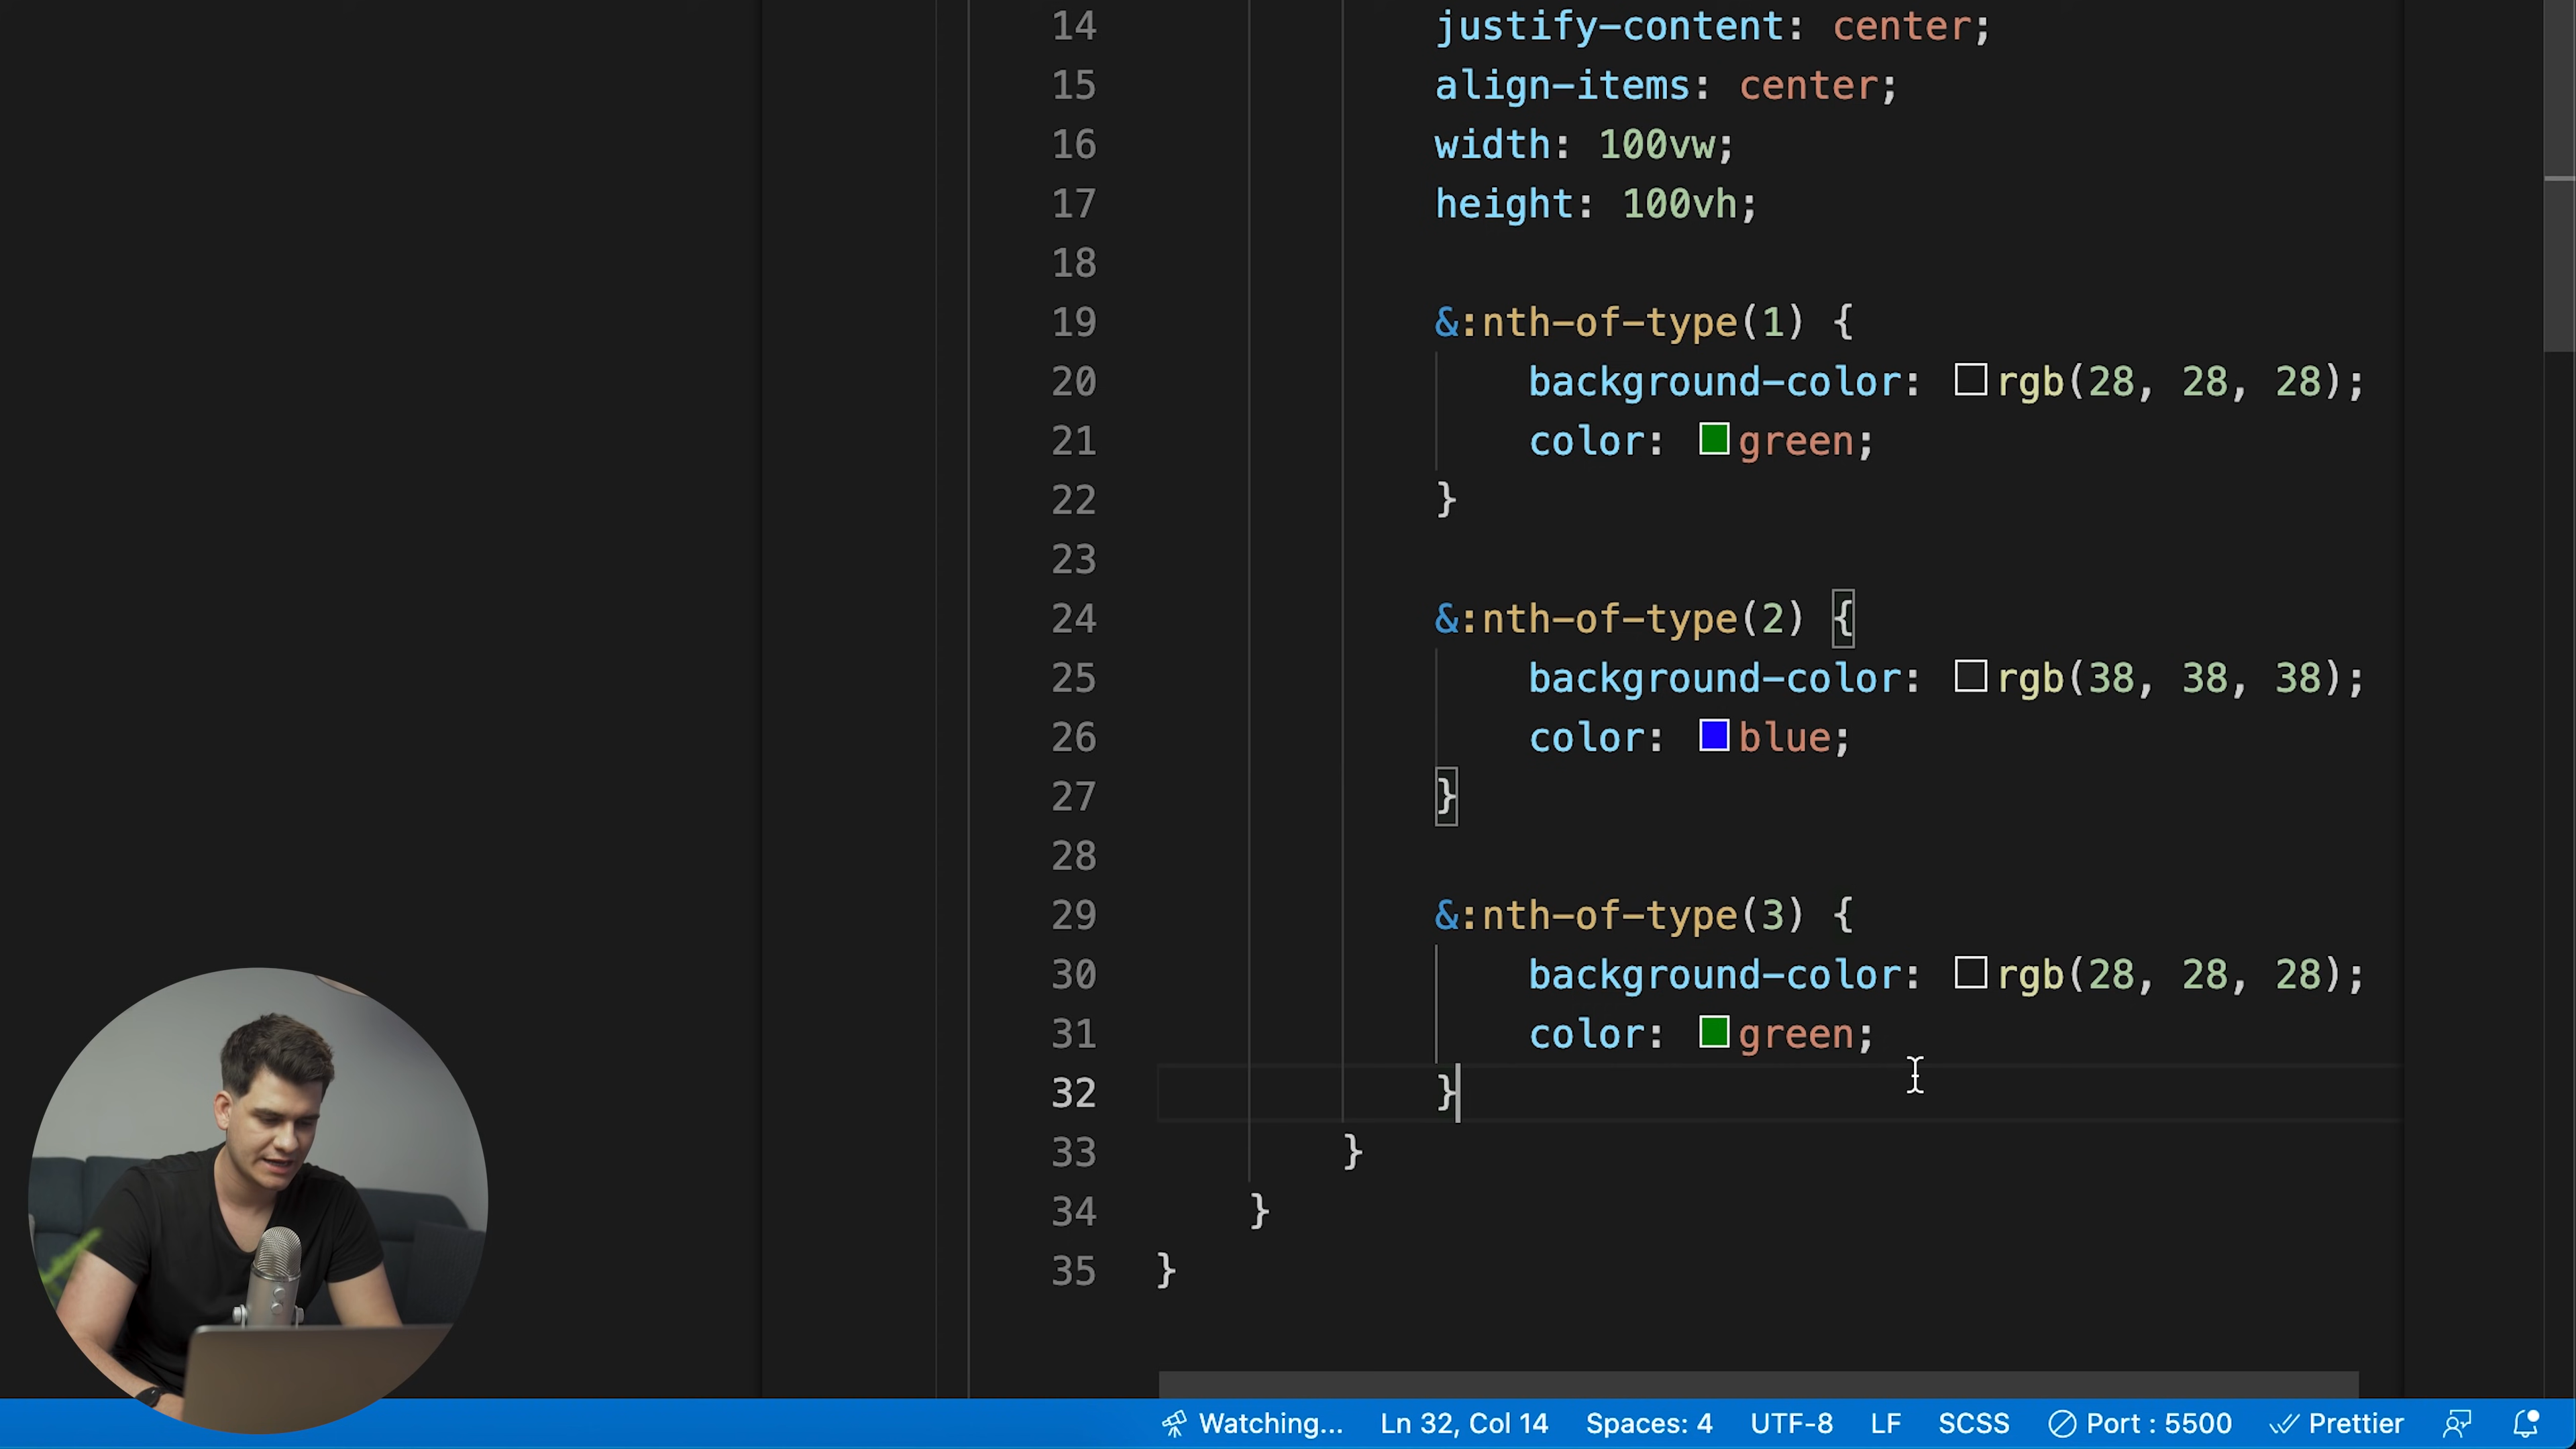 14 justify-content: center;
15 align-items: center;
16 width: 100vw;
17 height: 100vh;
18
19 &:nth-of-type(1) {
20 background-color: rgb(28, 28, 28);
21 color: green;
22 }
23
24 &:nth-of-type(2) {
25 background-color: rgb(38, 38, 38);
26 color: blue;
27 }
28
29 &:nth-of-type(3) {
30 background-color: rgb(28, 28, 28);
31 color: green;
32 }
33 }
34 }
35 }
Watching... Ln 32, Col 14 Spaces: 4 UTF-8 LF SCSS Port : 5500 Prettier